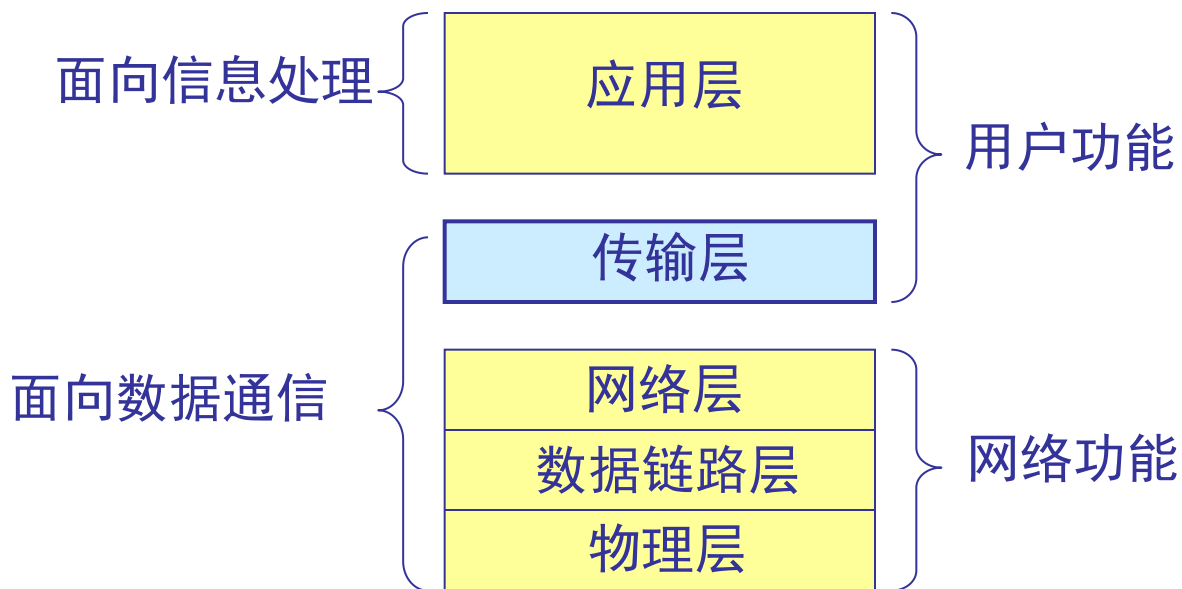 面向信息处理
应用层
用户功能
传输层
面向数据通信
网络层
数据链路层
网络功能
物理层